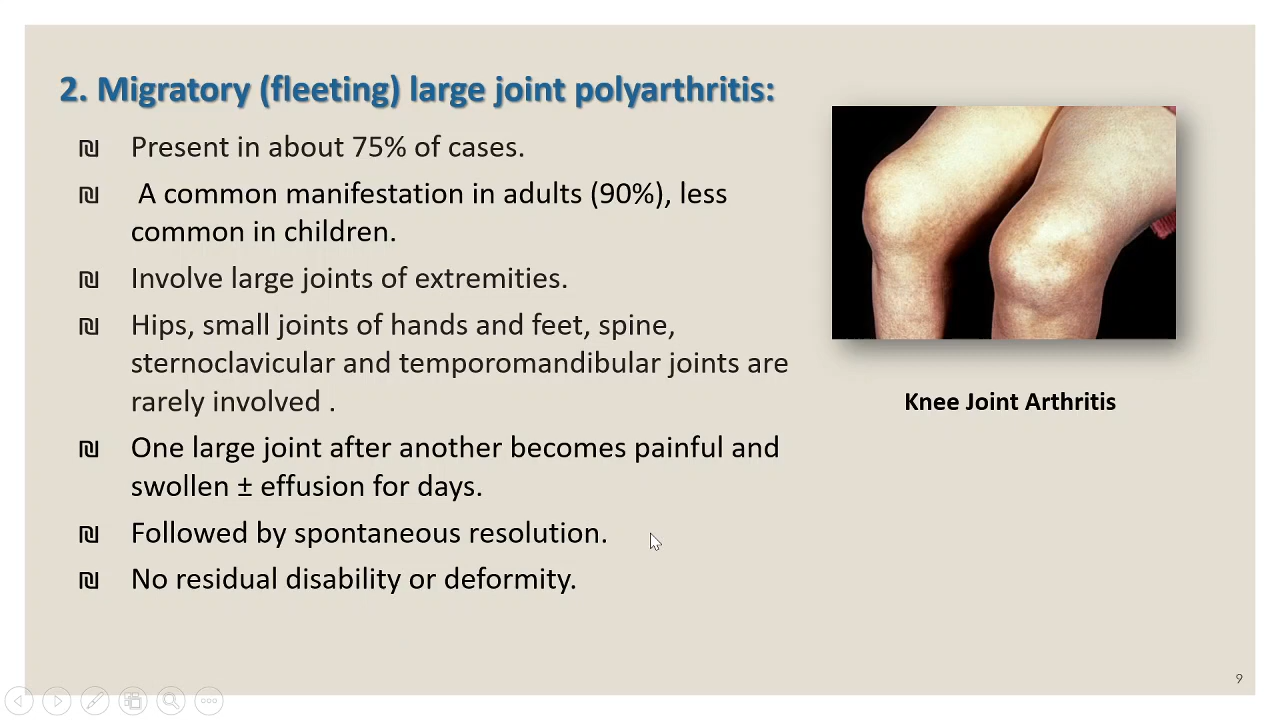 2. Migratory (fleeting) large joint polyarthritis:
₪ Present in about 75% of cases.
₪ A common manifestation in adults (90%), less
common in children.
₪ Involve large joints of extremities.
₪ Hips, small joints of hands and feet, spine,
sternoclavicular and temporomandibular joints are
rarely involved .
₪ One large joint after another becomes painful and
swollen ± effusion for days.
₪ Followed by spontaneous resolution.
₪ No residual disability or deformity.
Knee Joint Arthritis
9